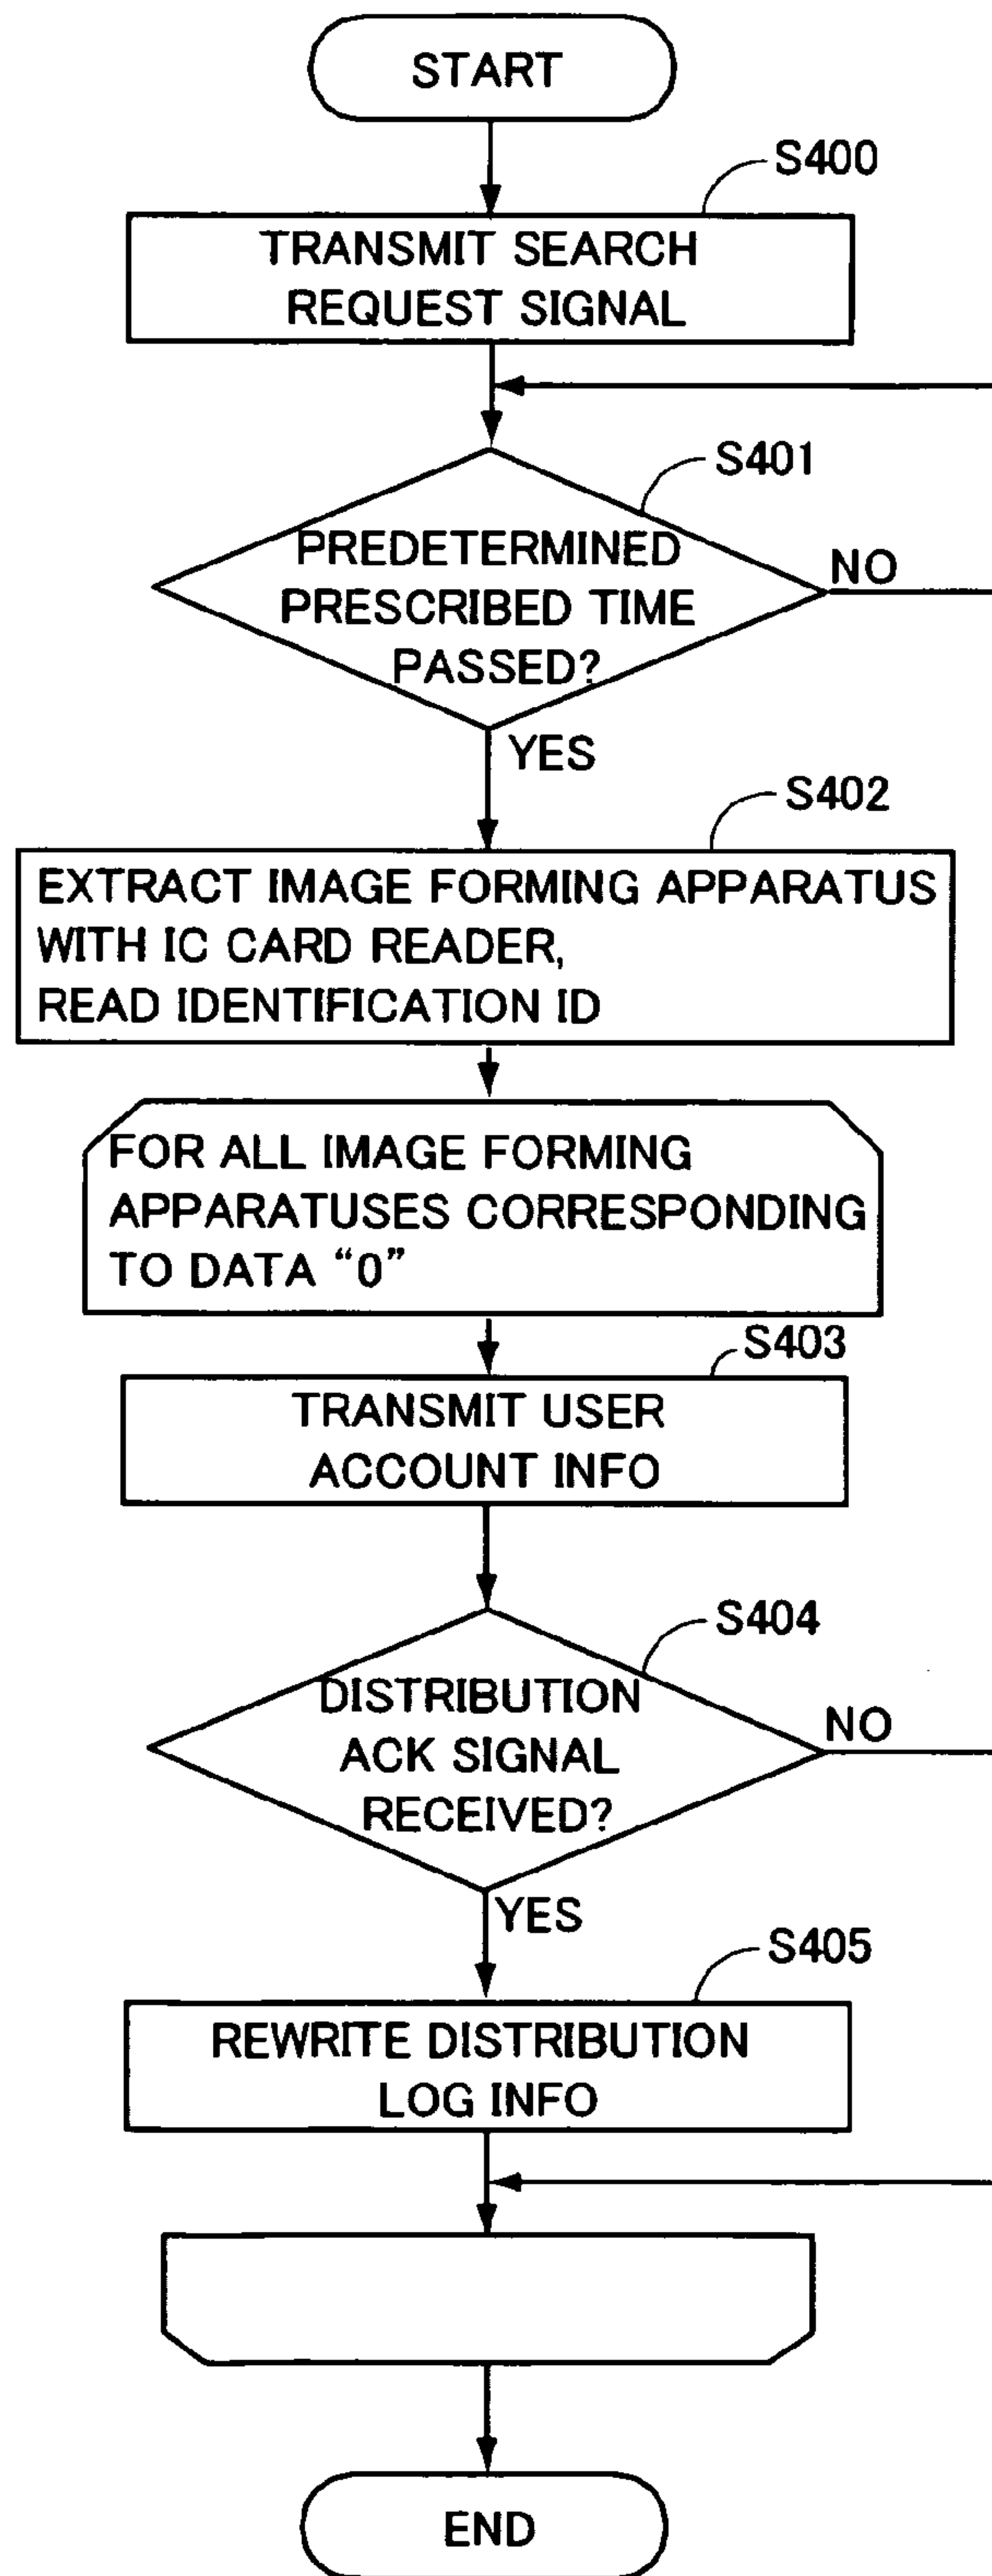 START
S400
TRANSMIT SEARCH
REQUEST SIGNAL
S401
PREDETERMINED
PRESCRIBED TIME
PASSED?
NO
YES
S402
EXTRACT IMAGE FORMING APPARATUS
WITH IC CARD READER,
READ IDENTIFICATION ID
FOR ALL IMAGE FORMING
APPARATUSES CORRESPONDING
TO DATA “0”
S403
TRANSMIT USER
ACCOUNT INFO
S404
DISTRIBUTION
ACK SIGNAL
RECEIVED?
NO
YES
S405
REWRITE DISTRIBUTION
LOG INFO
END